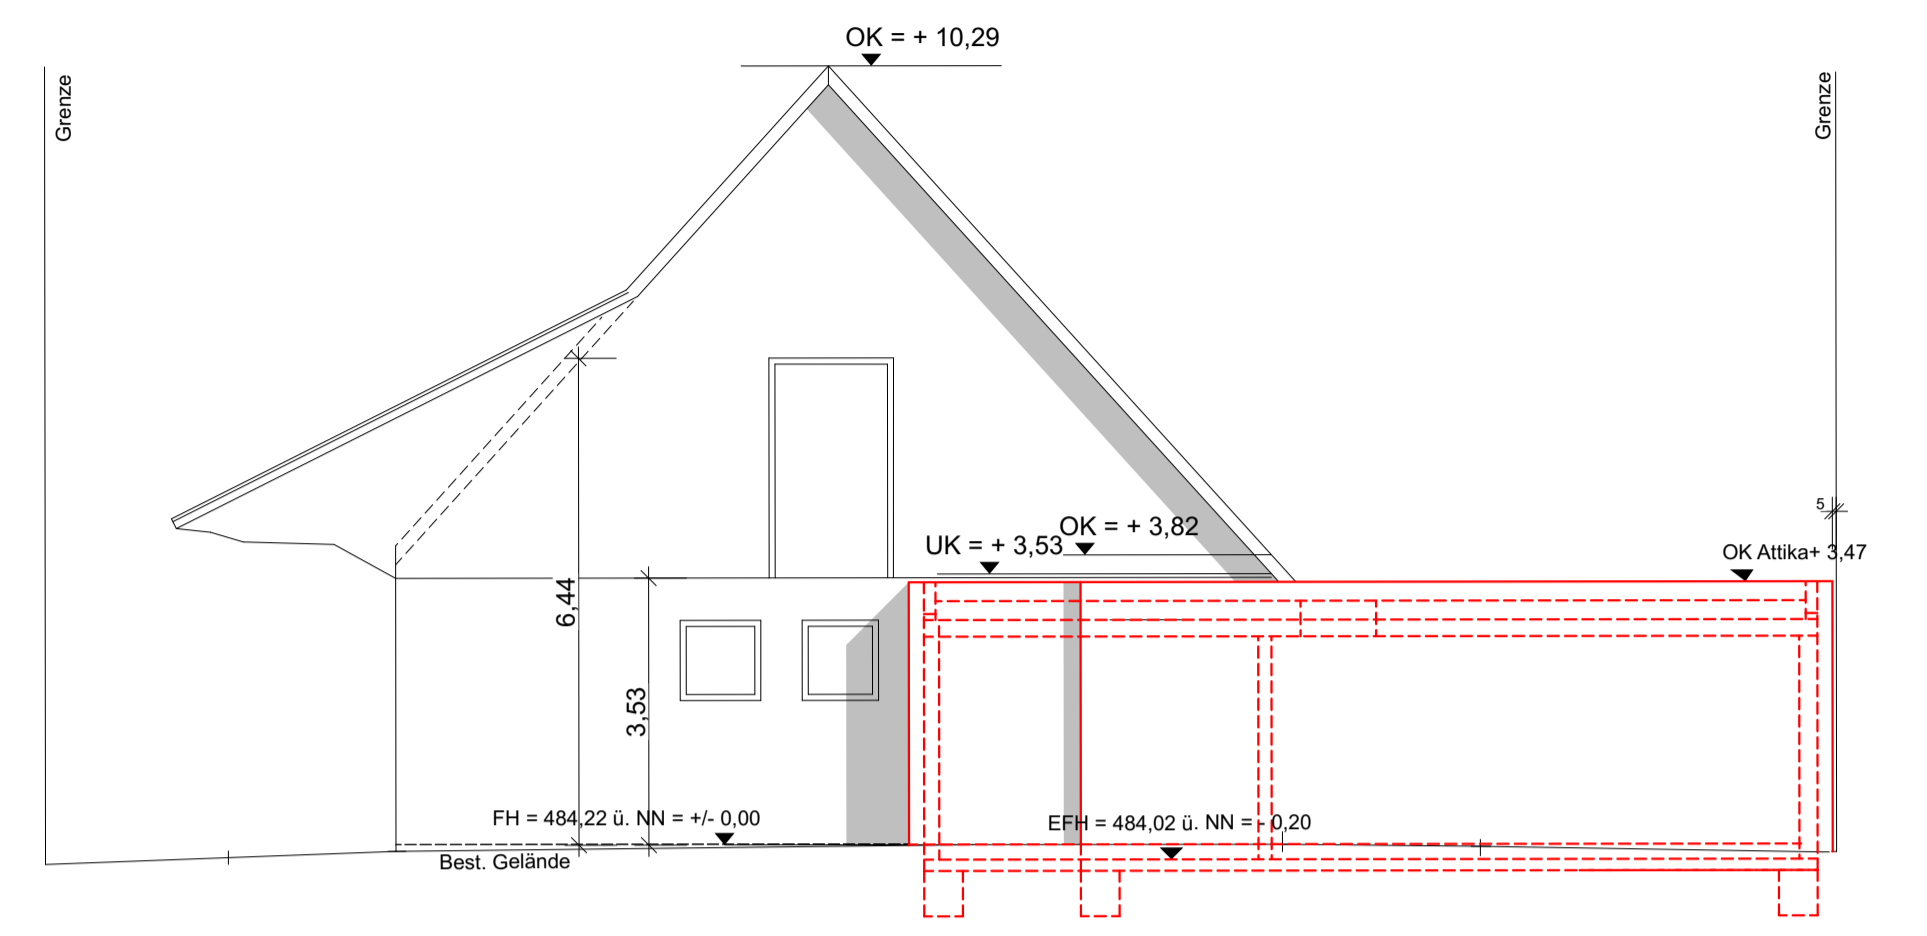 OK = + 10,29
Grenze
Grenze
5
OK = + 3,82
UK = + 3,53
OK Attika+ 3,47
6,44
3,53
FH = 484,22 ü. NN = +/- 0,00
EFH = 484,02 ü. NN = - 0,20
Best. Gelände